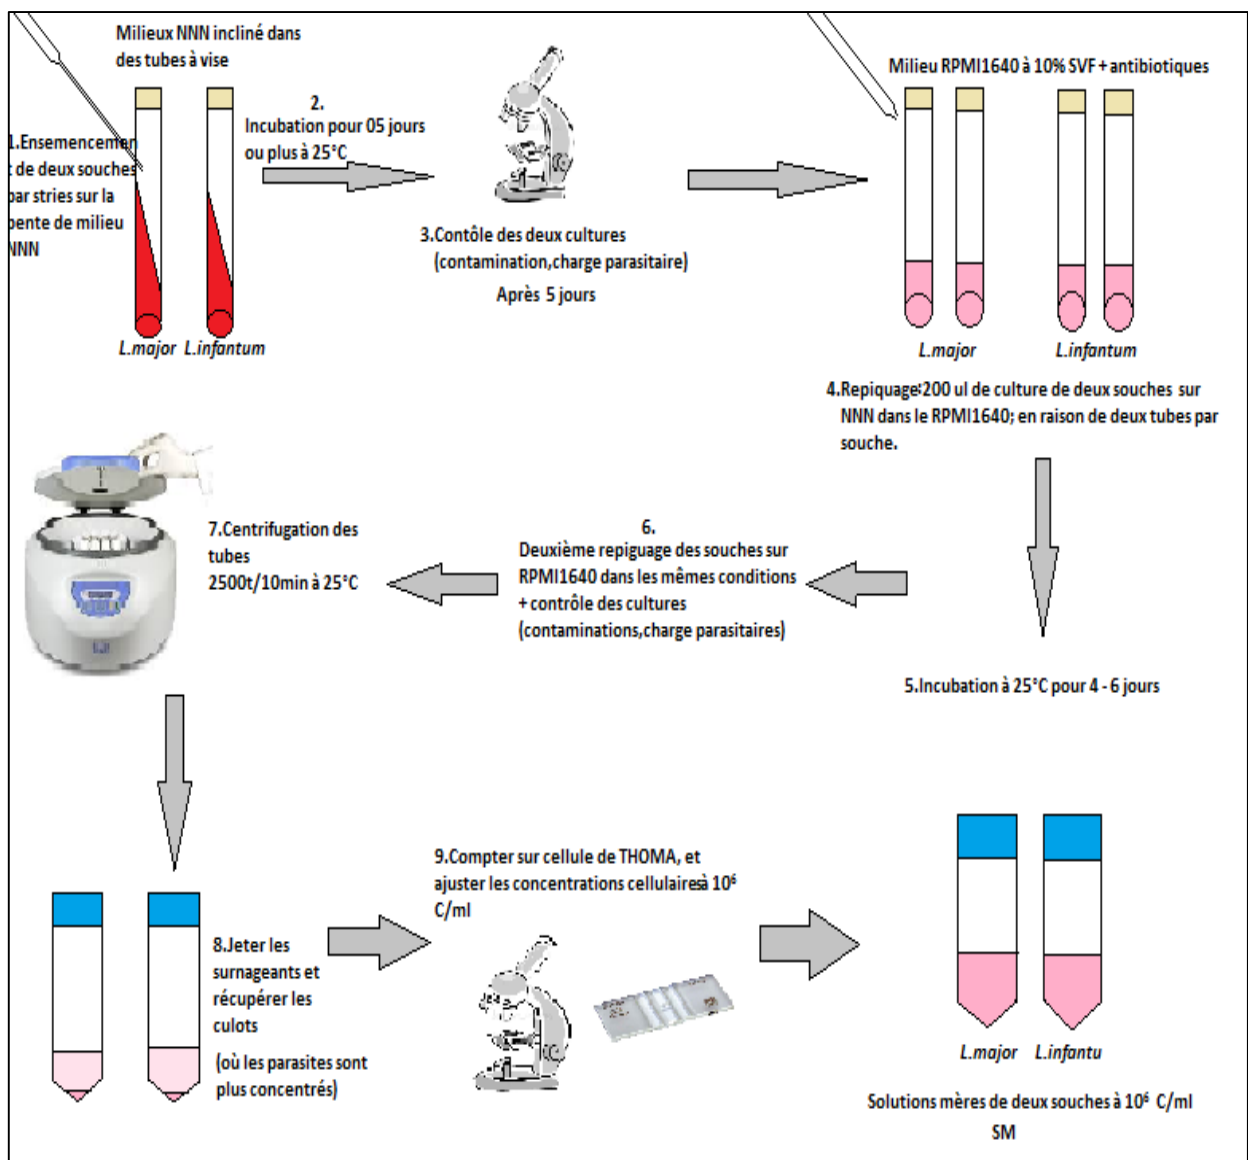 Milieux NNN incliné dans
des tubes à vise
1.Ensemencemen
t de deux souches
par stries sur la
pente de milieu
NNN
L.major L.infantum
2.
Incubation pour 05 jours
ou plus à 25°C
3.Contôle des deux cultures
(contamination,charge parasitaire)
Après 5 jours
Milieu RPMI1640 à 10% SVF + antibiotiques
L.major L.infantum
4.Repiquage:200 ul de culture de deux souches sur
NNN dans le RPMI1640; en raison de deux tubes par
souche.
5.Incubation à 25°C pour 4 - 6 jours
6.
Deuxième repiguage des souches sur
RPMI1640 dans les mêmes conditions
+ contrôle des cultures
(contaminations,charge parasitaires)
7.Centrifugation des
tubes
2500t/10min à 25°C
8.Jeter les
surnageants et
récupérer les
culots
(où les parasites sont
plus concentrés)
9.Compter sur cellule de THOMA, et
ajuster les concentrations cellulairesà 10⁶
C/ml
L.major L.infantu
Solutions mères de deux souches à 10⁶ C/ml
SM